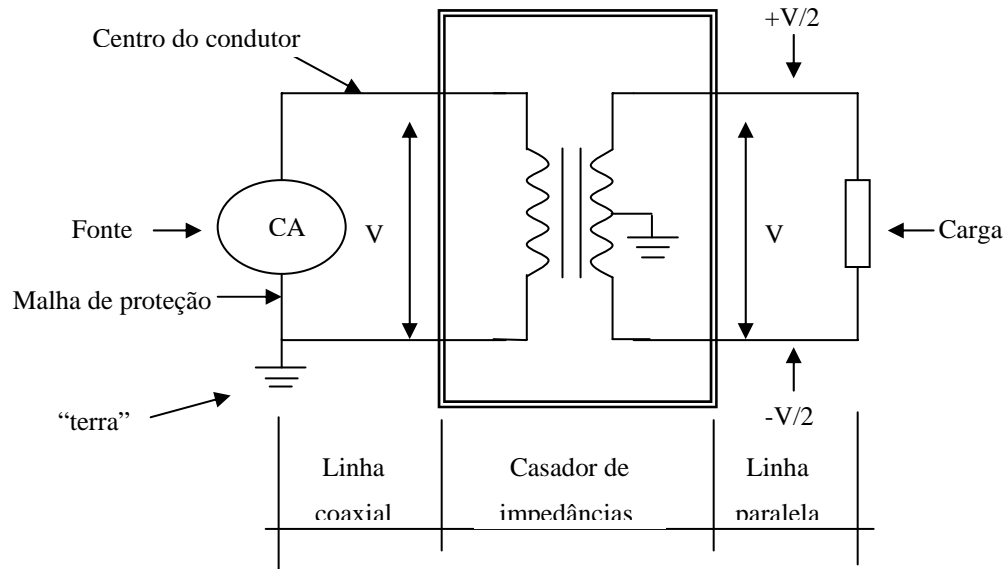 Centro do condutor
+V/2
Fonte
CA
V
V
Carga
Malha de proteção
“terra”
-V/2
Linha
coaxial
Casador de
impedâncias
Linha
paralela